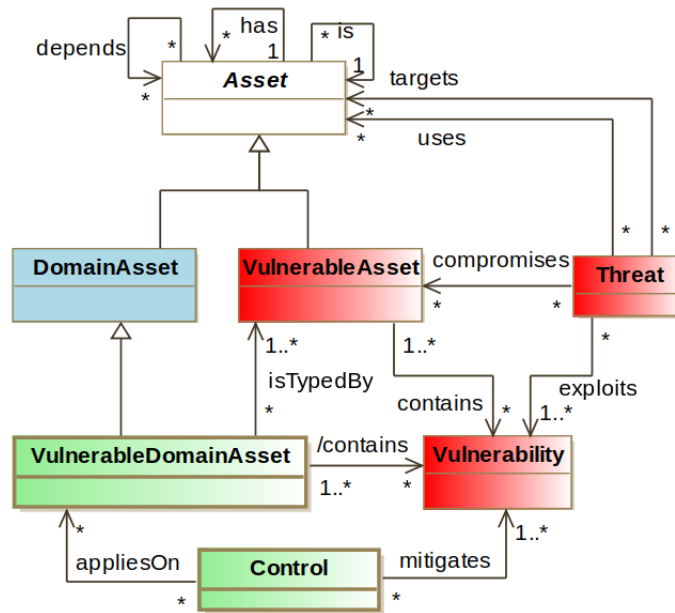 has
is
depends
*
*
*
1
1
*
Asset
targets
*
*
uses
*
*
DomainAsset
VulnerableAsset
compromises
Threat
*
*
*
1..*
1..*
isTypedBy
exploits
*
contains
*
1..*
VulnerableDomainAsset
/contains
Vulnerability
1..*
*
*
1..*
appliesOn
Control
mitigates
*
*